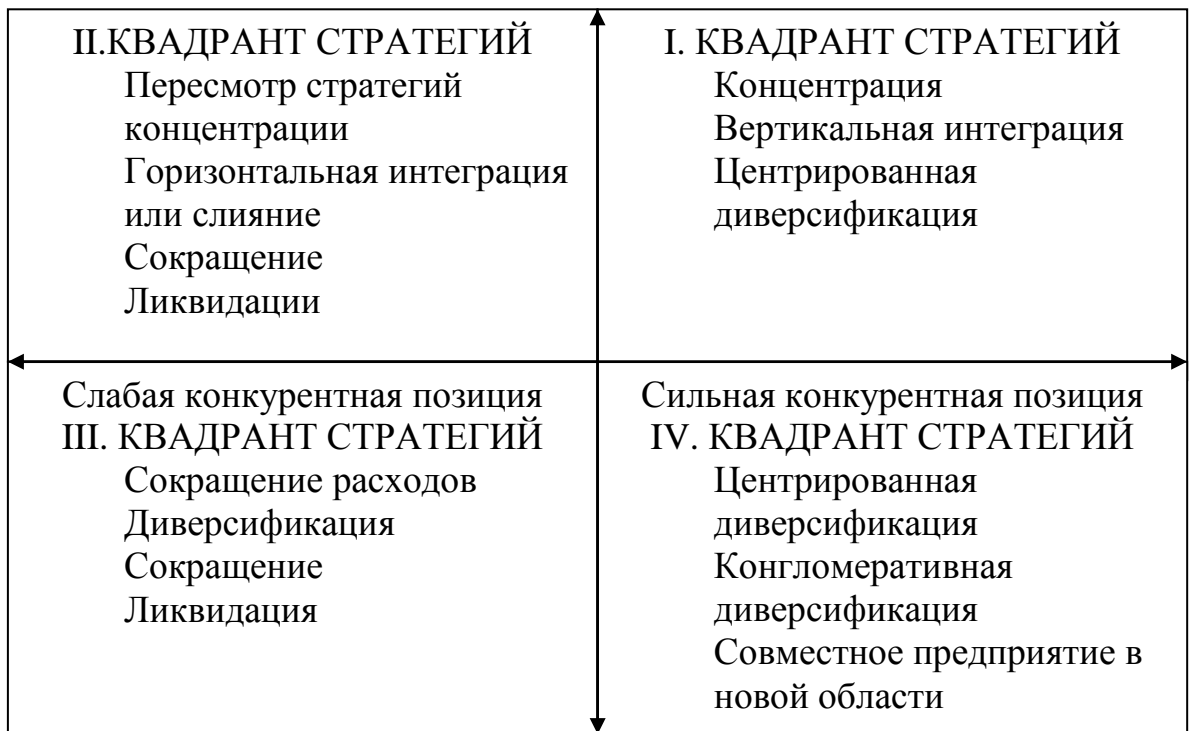 II.КВАДРАНТ СТРАТЕГИЙ
Пересмотр стратегий
концентрации
Горизонтальная интеграция
или слияние
Сокращение
Ликвидации
I. КВАДРАНТ СТРАТЕГИЙ
Концентрация
Вертикальная интеграция
Центрированная
диверсификация
Слабая конкурентная позиция
III. КВАДРАНТ СТРАТЕГИЙ
Сокращение расходов
Диверсификация
Сокращение
Ликвидация
Сильная конкурентная позиция
IV. КВАДРАНТ СТРАТЕГИЙ
Центрированная
диверсификация
Конгломеративная
диверсификация
Совместное предприятие в
новой области